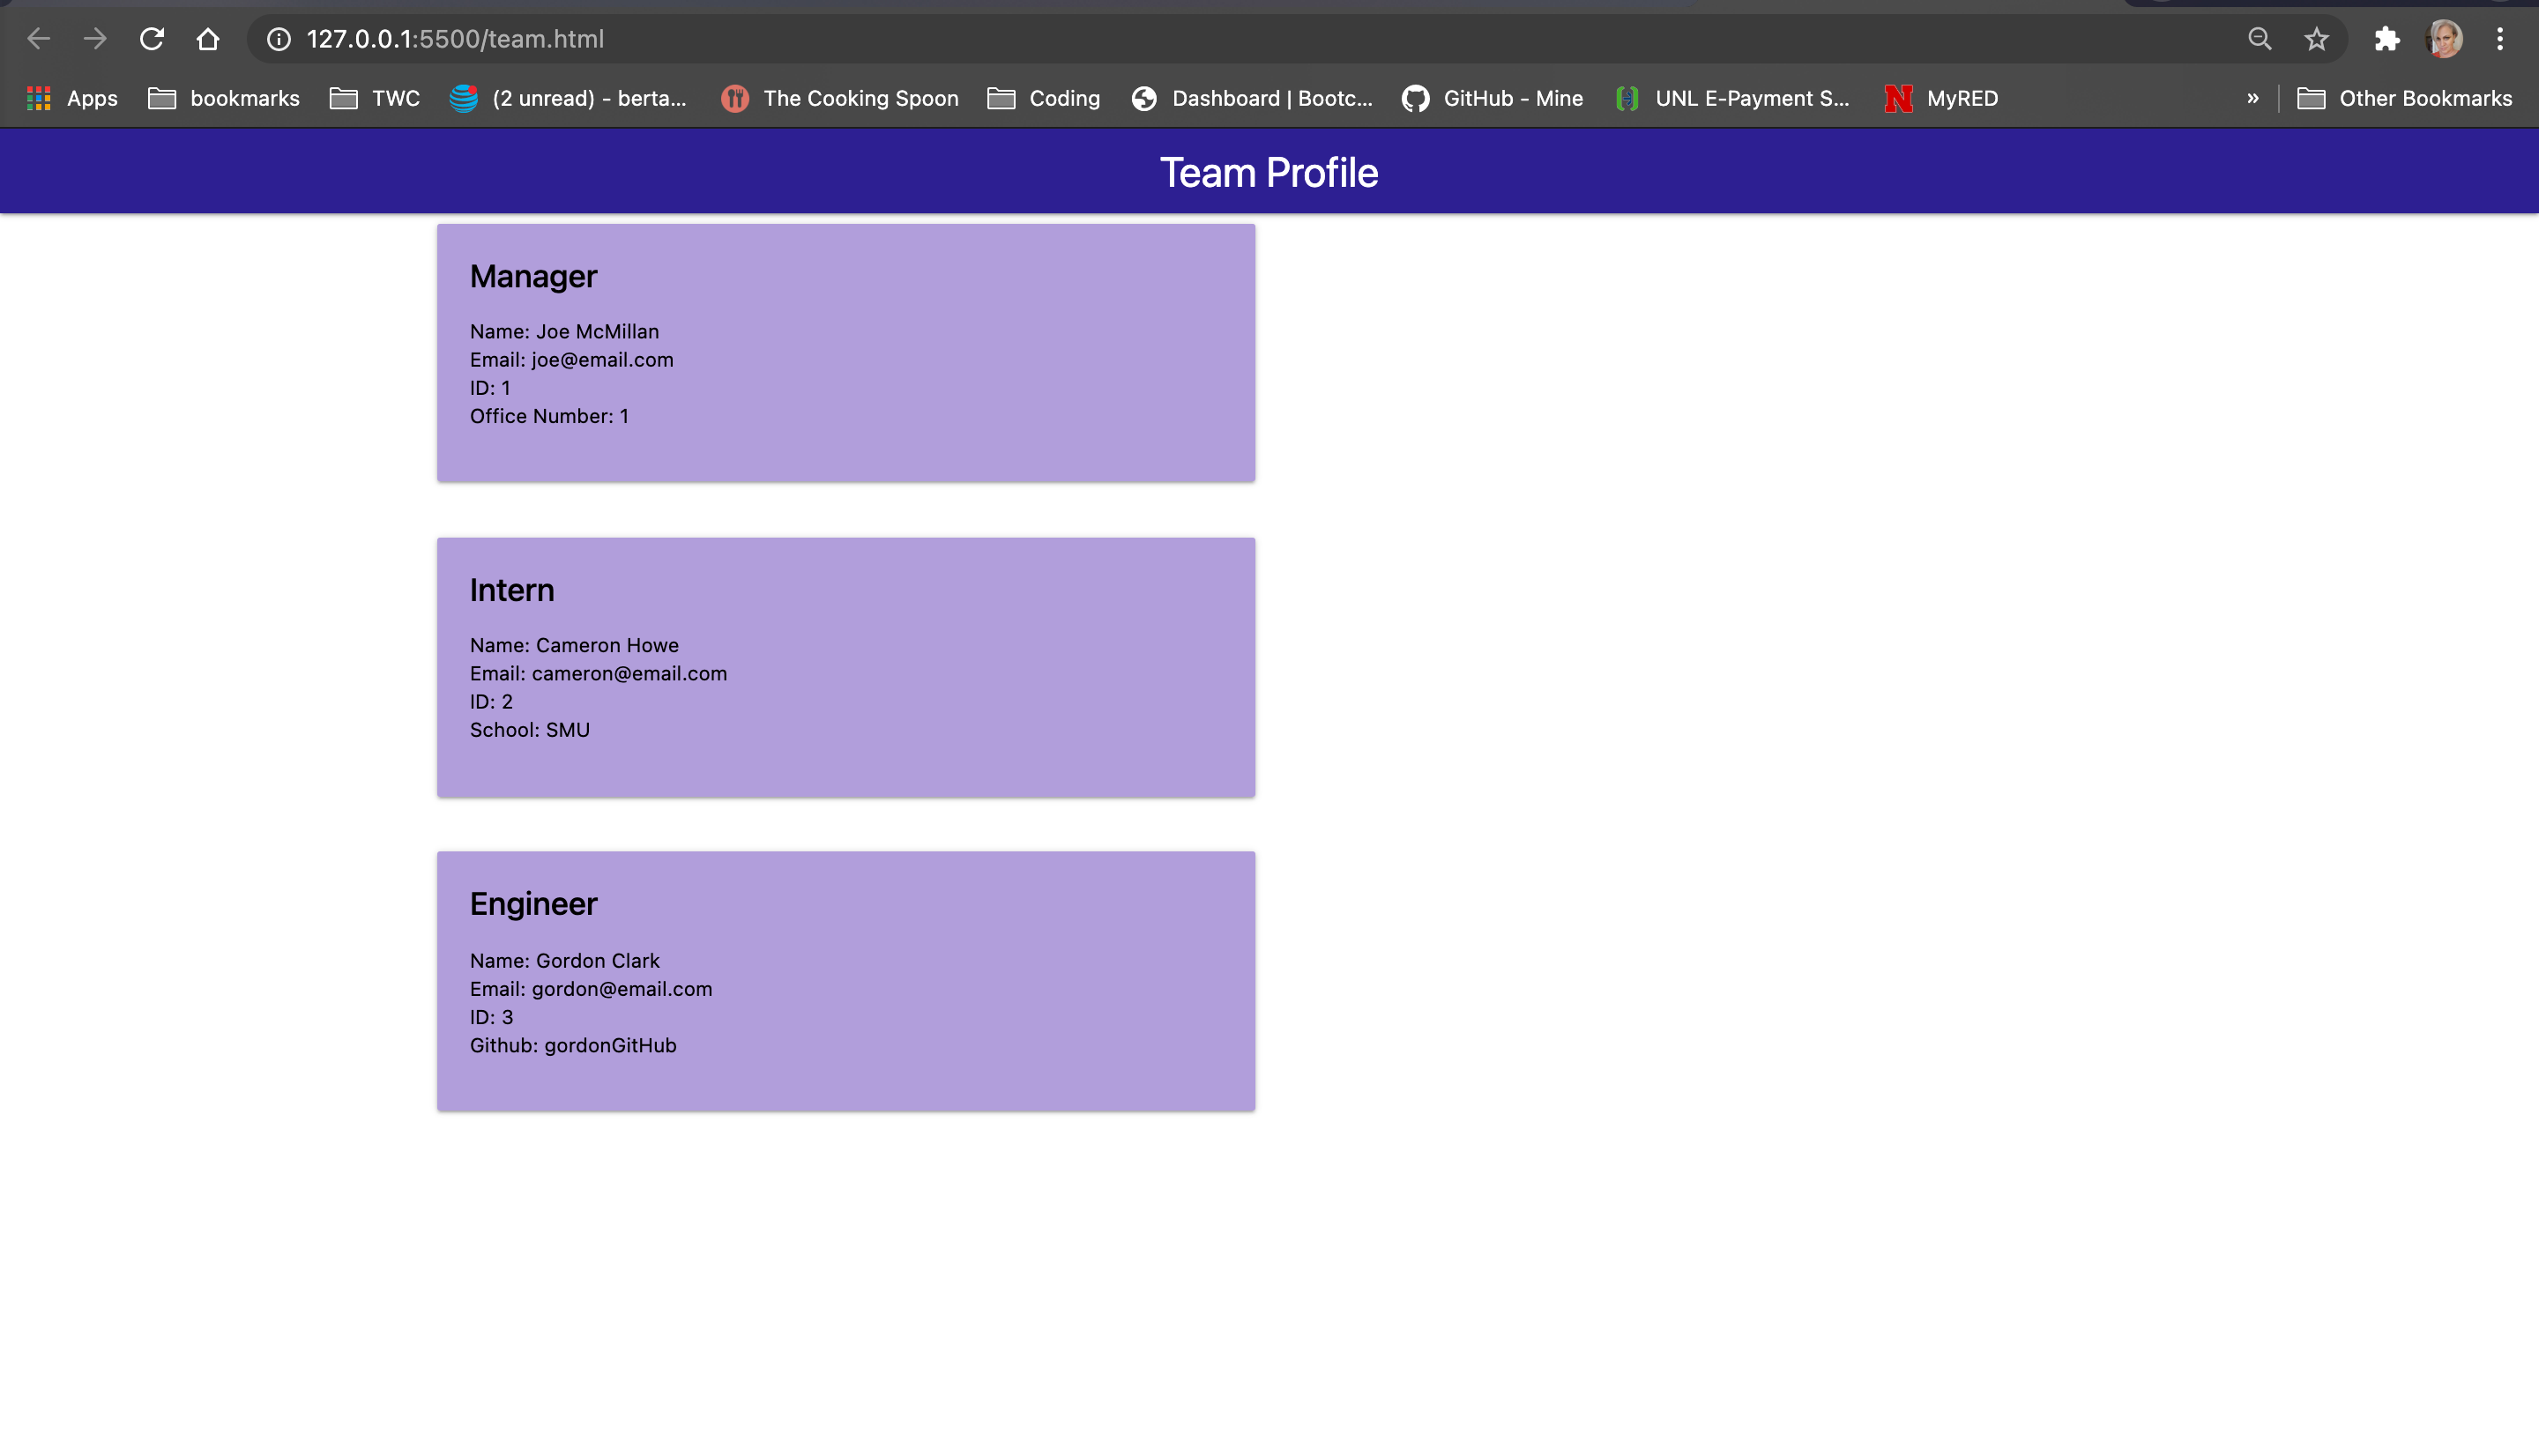 127.0.0.1:5500/team.html
Apps bookmarks TWC (2 unread) - berta... The Cooking Spoon Coding Dashboard | Bootc... GitHub - Mine UNL E-Payment S... N MyRED » Other Bookmarks
Team Profile
Manager
Name: Joe McMillan
Email: joe@email.com
ID: 1
Office Number: 1
Intern
Name: Cameron Howe
Email: cameron@email.com
ID: 2
School: SMU
Engineer
Name: Gordon Clark
Email: gordon@email.com
ID: 3
Github: gordonGitHub